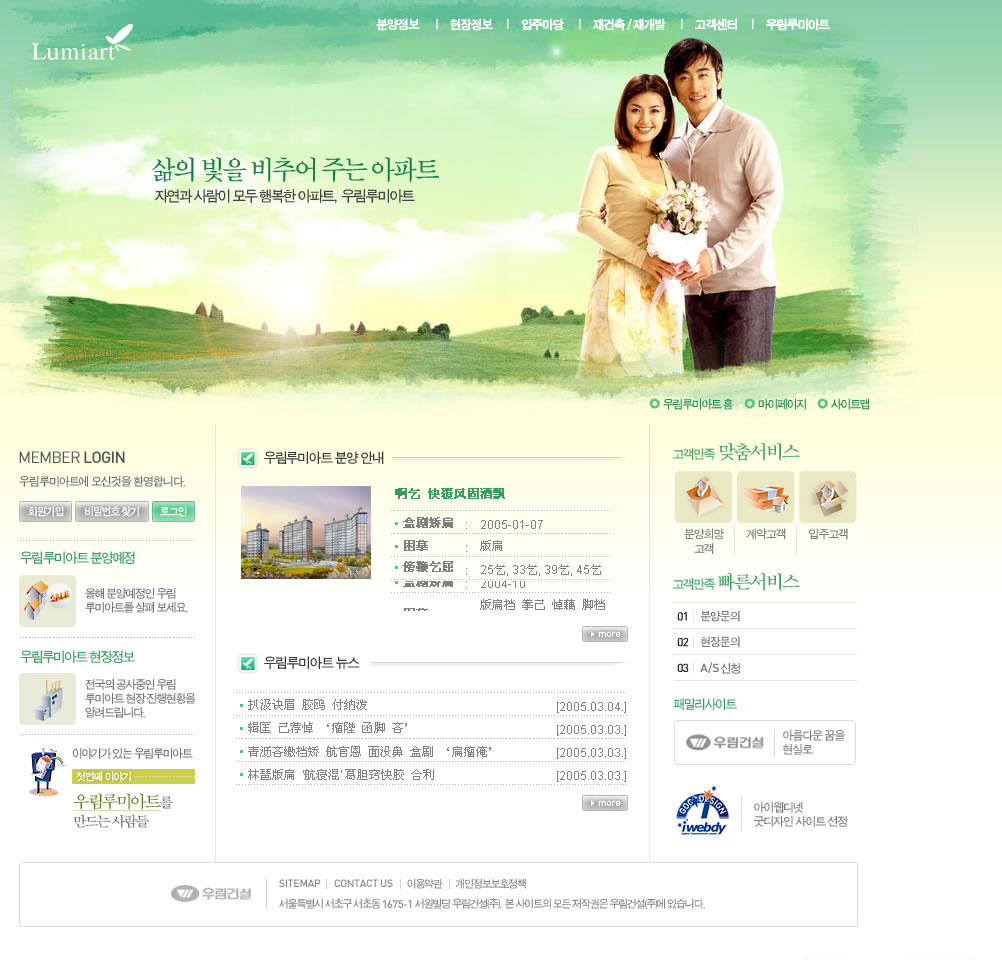 Lumiart
분양정보 | 현장정보 | 입주마당 | 재건축 / 재개발 | 고객센터 | 우림루미아트
삶의 빛을 비추어 주는 아파트
자연과 사람이 모두 행복한 아파트, 우림루미아트
우림루미아트 홈 마이페이지 사이트맵
MEMBER LOGIN
우림루미아트에 오신것을 환영합니다.
회원가입 비밀번호 찾기 로그인
우림루미아트 분양예정
SALE
올해 분양예정인 우림
루미아트를 살펴 보세요.
우림루미아트 현장정보
전국의 공사중인 우림
루미아트 현장 진행현황을
알려드립니다.
이야기가 있는 우림루미아트
첫번째 이야기
우림루미아트를
만드는 사람들
우림루미아트 분양 안내
: 2005-01-07
: 版扁
: 25乞, 33乞, 39乞, 45乞
2004-10
more
우림루미아트 뉴스
[2005.03.04.]
[2005.03.03.]
[2005.03.03.]
[2005.03.03.]
more
고객만족 맞춤서비스
분양희망
고객
계약고객
입주고객
고객만족 빠른서비스
01 분양문의
02 현장문의
03 A/S 신청
패밀리사이트
우림건설
아름다운 꿈을
현실로
GOOD DESIGN
iwebdy
아이웹디넷
굿디자인 사이트 선정
우림건설
SITEMAP | CONTACT US | 이용약관 | 개인정보보호정책
서울특별시 서초구 서초동 1675-1 서원빌딩 우림건설(주). 본 사이트의 모든 저작권은 우림건설(주)에 있습니다.